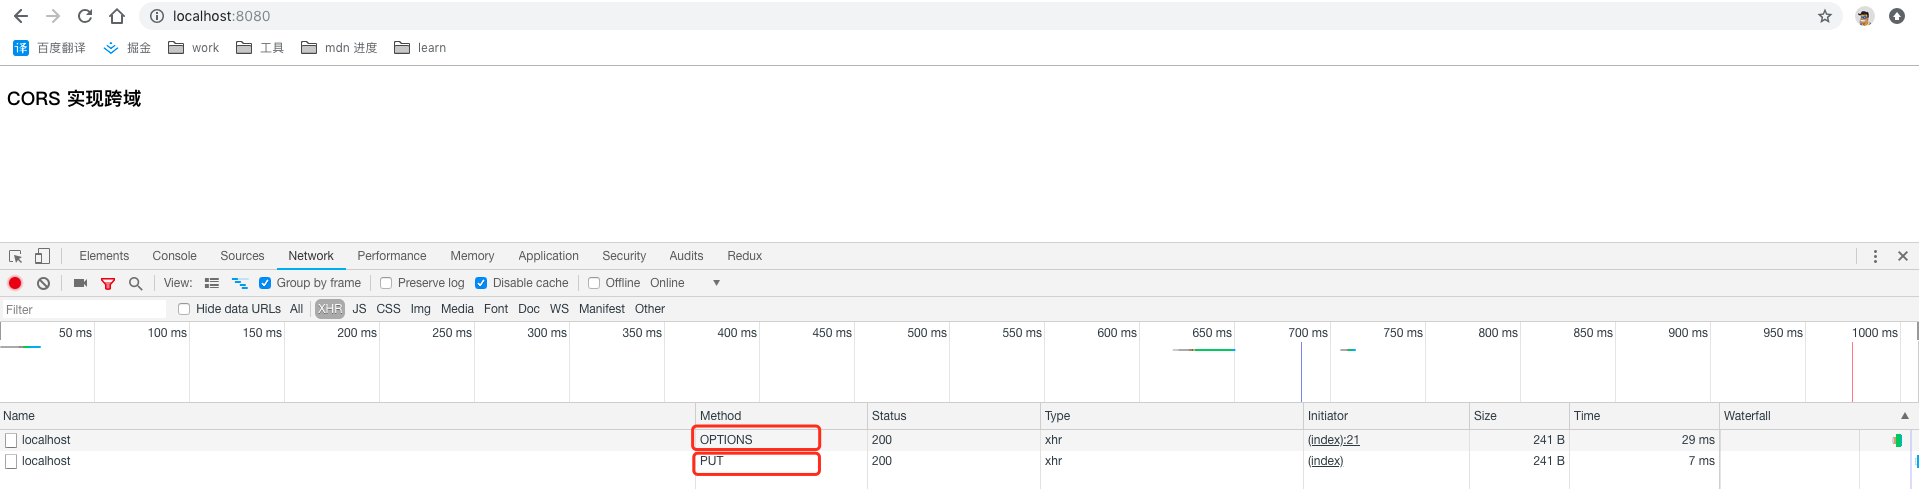 localhost:8080
百度翻译 掘金 work 工具 mdn 进度 learn
CORS 实现跨域
Elements Console Sources Network Performance Memory Application Security Audits Redux
View: Group by frame Preserve log Disable cache Offline Online
Filter Hide data URLs All XHR JS CSS Img Media Font Doc WS Manifest Other
50 ms 100 ms 150 ms 200 ms 250 ms 300 ms 350 ms 400 ms 450 ms 500 ms 550 ms 600 ms 650 ms 700 ms 750 ms 800 ms 850 ms 900 ms 950 ms 1000 ms
Name Method Status Type Initiator Size Time Waterfall
localhost OPTIONS 200 xhr (index):21 241 B 29 ms
localhost PUT 200 xhr (index) 241 B 7 ms